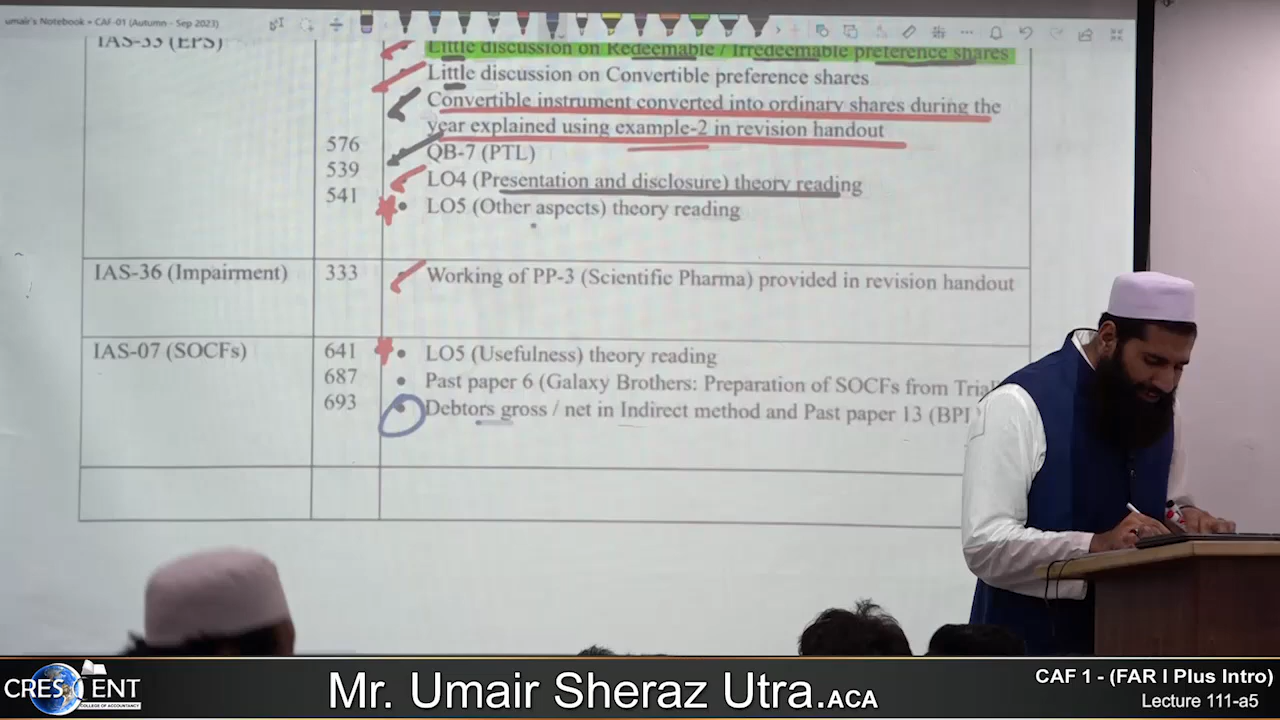 umair's Notebook » CAF-01 (Autumn - Sep 2023)
IAS-33 (EPS)
Little discussion on Redeemable / Irredeemable preference shares
Little discussion on Convertible preference shares
Convertible instrument converted into ordinary shares during the
year explained using example-2 in revision handout
576 QB-7 (PTL)
539 LO4 (Presentation and disclosure) theory reading
541 • LO5 (Other aspects) theory reading
IAS-36 (Impairment) 333 Working of PP-3 (Scientific Pharma) provided in revision handout
IAS-07 (SOCFs) 641 • LO5 (Usefulness) theory reading
687 • Past paper 6 (Galaxy Brothers: Preparation of SOCFs from
693 • Debtors gross / net in Indirect method and Past paper 13
CRESCENT
COLLEGE OF ACCOUNTANCY
Mr. Umair Sheraz Utra.ACA
CAF 1 - (FAR I Plus Intro)
Lecture 111-a5